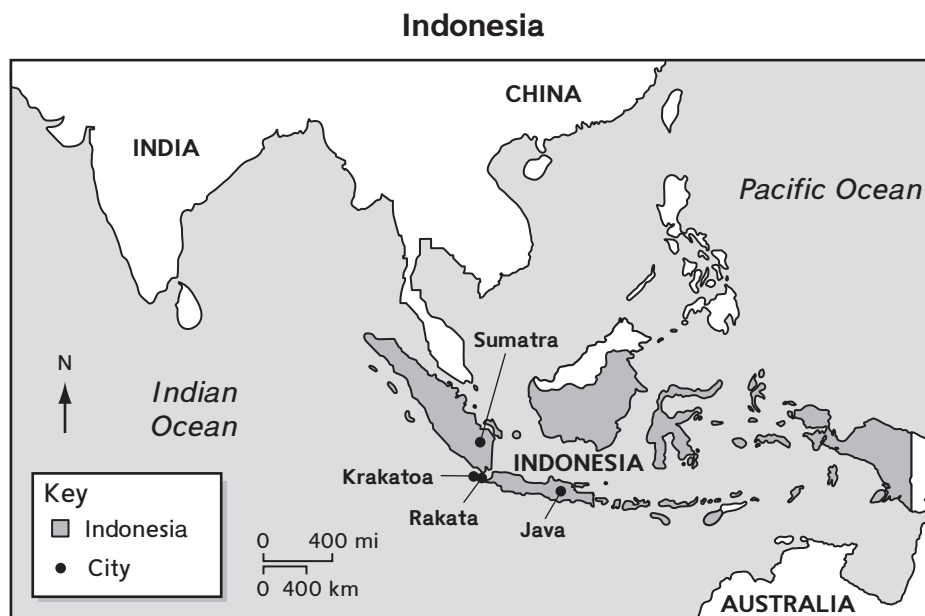 Indonesia
CHINA
INDIA
Pacific Ocean
Sumatra
N
Indian
Ocean
INDONESIA
Krakatoa
Rakata
Java
Key
Indonesia
City
0 400 mi
0 400 km
AUSTRALIA